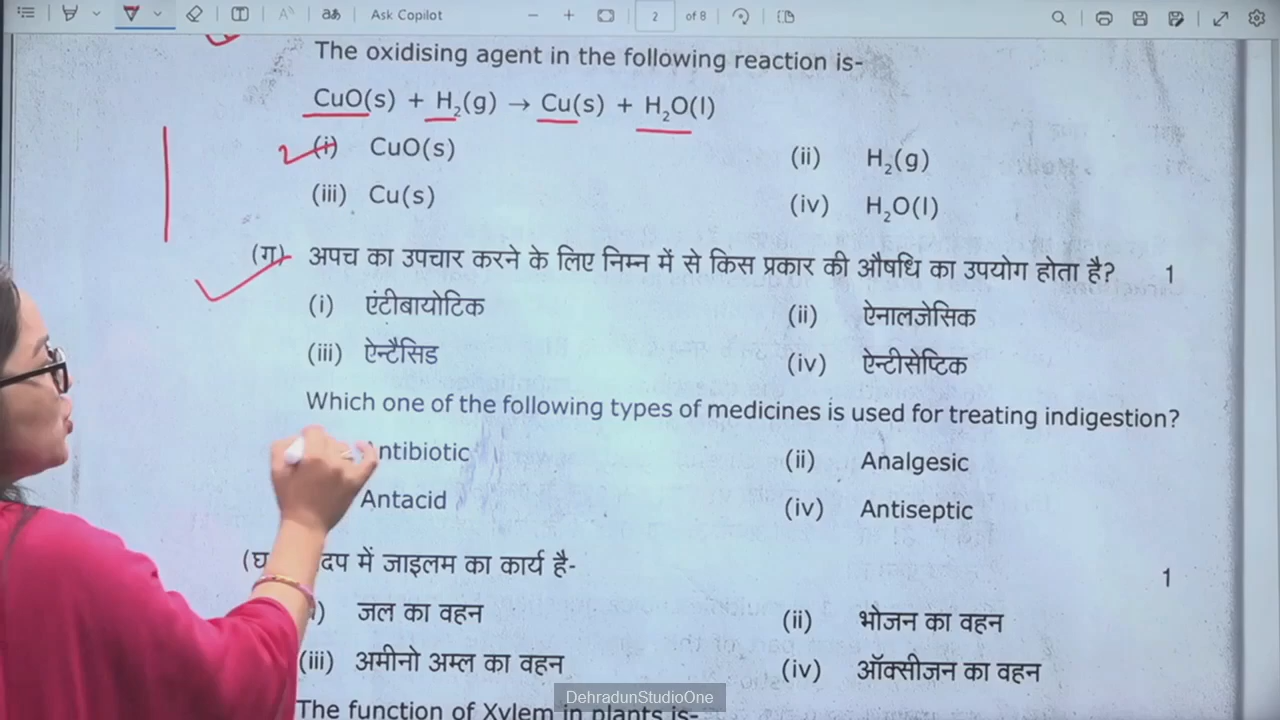 Ask Copilot 2 of 8
The oxidising agent in the following reaction is-
CuO(s) + H₂(g) → Cu(s) + H₂O(l)
(i) CuO(s) (ii) H₂(g)
(iii) Cu(s) (iv) H₂O(l)
(ग) अपच का उपचार करने के लिए निम्न में से किस प्रकार की औषधि का उपयोग होता है? 1
(i) एंटीबायोटिक (ii) ऐनालजेसिक
(iii) ऐन्टैसिड (iv) ऐन्टीसेप्टिक
Which one of the following types of medicines is used for treating indigestion?
Antibiotic (ii) Analgesic
Antacid (iv) Antiseptic
(घ में जाइलम का कार्य है- 1
जल का वहन (ii) भोजन का वहन
(iii) अमीनो अम्ल का वहन (iv) ऑक्सीजन का वहन
The function of Xylem in plants is-
DehradunStudioOne